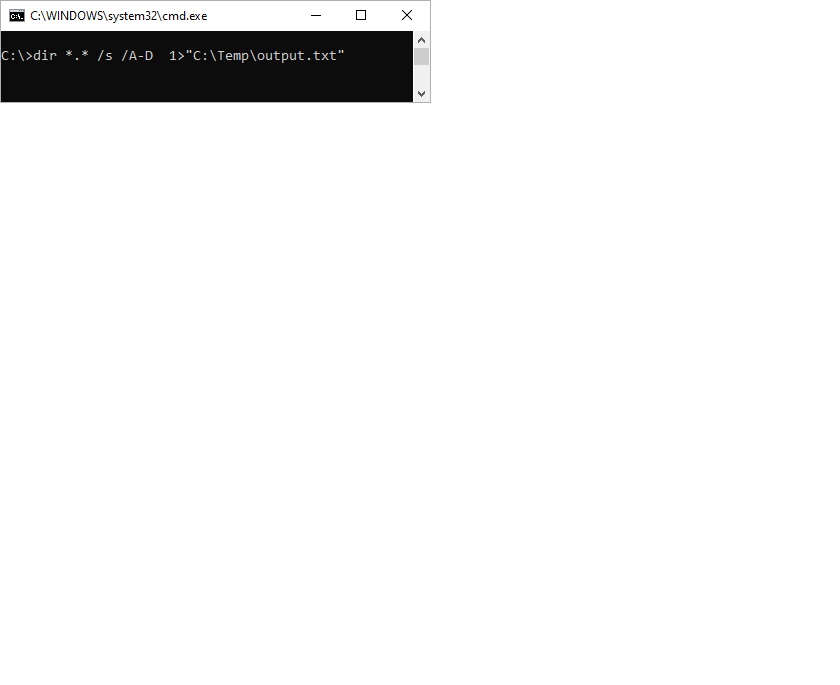 C:\WINDOWS\system32\cmd.exe
C:\>dir *.* /s /A-D  1>"C:\Temp\output.txt"